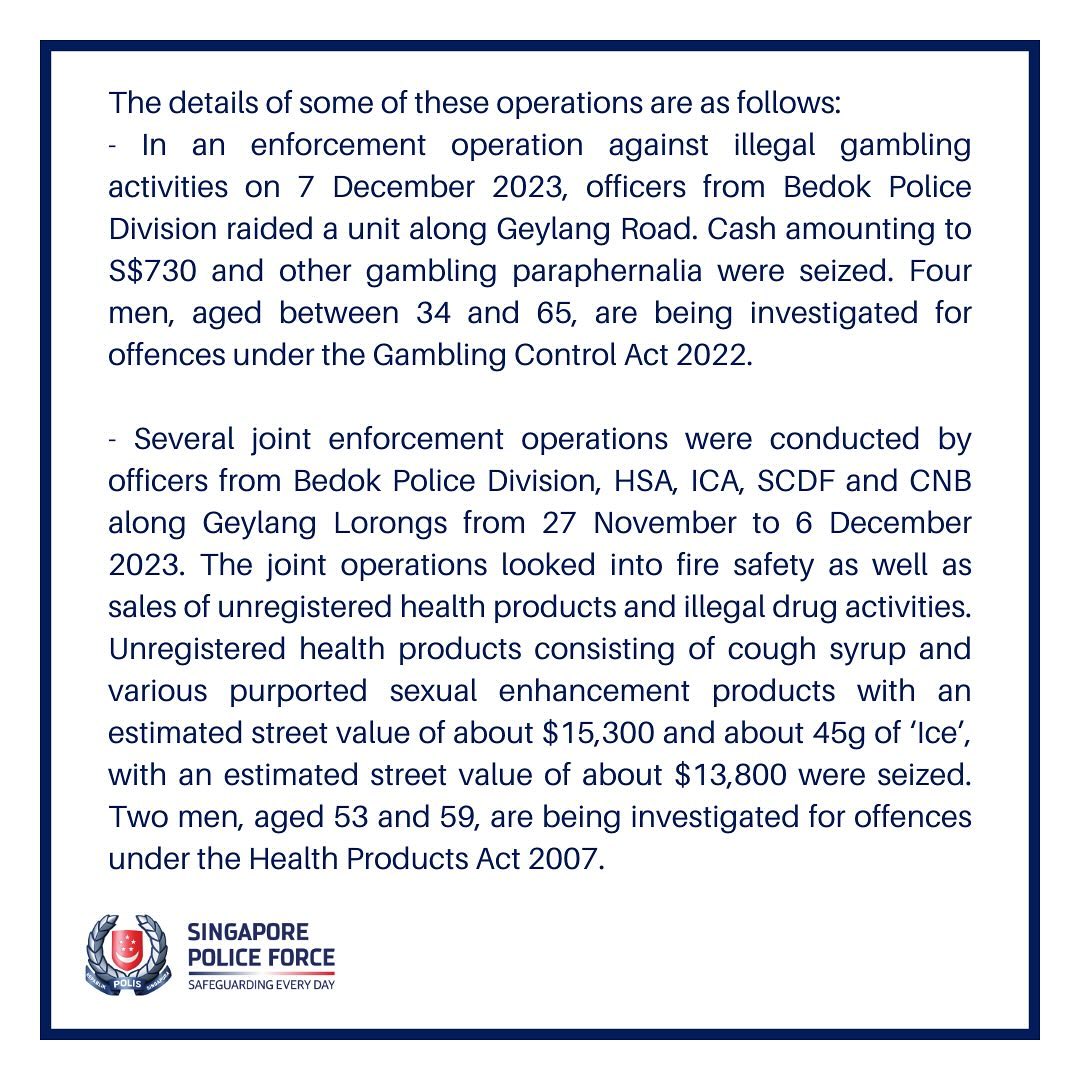 The details of some of these operations are as follows:
- In an enforcement operation against illegal gambling
activities on 7 December 2023, officers from Bedok Police
Division raided a unit along Geylang Road. Cash amounting to
S$730 and other gambling paraphernalia were seized. Four
men, aged between 34 and 65, are being investigated for
offences under the Gambling Control Act 2022.
- Several joint enforcement operations were conducted by
officers from Bedok Police Division, HSA, ICA, SCDF and CNB
along Geylang Lorongs from 27 November to 6 December
2023. The joint operations looked into fire safety as well as
sales of unregistered health products and illegal drug activities.
Unregistered health products consisting of cough syrup and
various purported sexual enhancement products with an
estimated street value of about $15,300 and about 45g of ‘Ice’,
with an estimated street value of about $13,800 were seized.
Two men, aged 53 and 59, are being investigated for offences
under the Health Products Act 2007.
REPUBLIK POLIS SINGAPURA
SINGAPORE
POLICE FORCE
SAFEGUARDING EVERY DAY